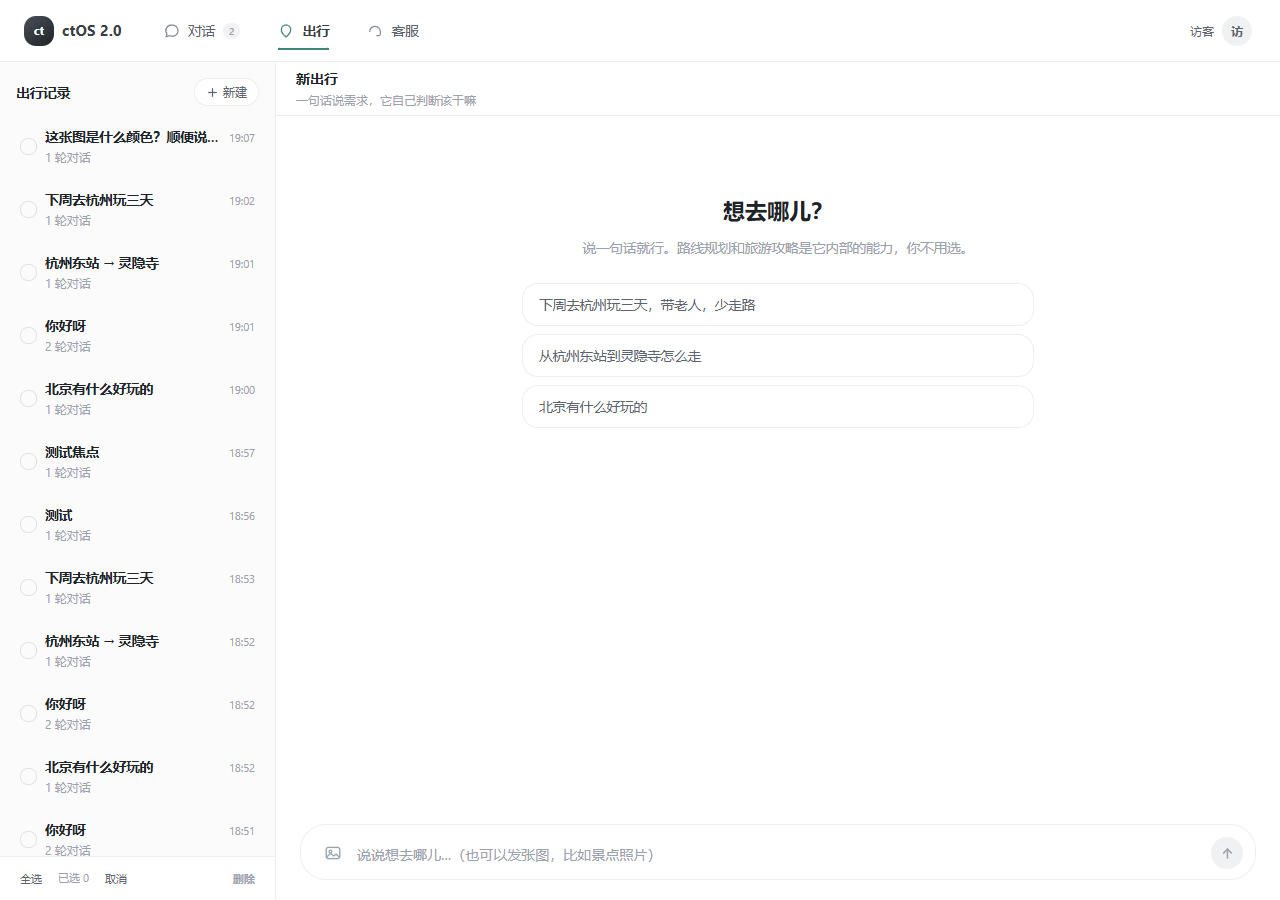 ct ctOS 2.0 对话 2 出行 客服 访客 访
出行记录 + 新建
新出行
一句话说需求，它自己判断该干嘛
这张图是什么颜色？顺便说... 19:07
1 轮对话
下周去杭州玩三天 19:02
1 轮对话
杭州东站 → 灵隐寺 19:01
1 轮对话
你好呀 19:01
2 轮对话
北京有什么好玩的 19:00
1 轮对话
测试焦点 18:57
1 轮对话
测试 18:56
1 轮对话
下周去杭州玩三天 18:53
1 轮对话
杭州东站 → 灵隐寺 18:52
1 轮对话
你好呀 18:52
2 轮对话
北京有什么好玩的 18:52
1 轮对话
你好呀 18:51
2 轮对话
全选 已选 0 取消 删除
想去哪儿？
说一句话就行。路线规划和旅游攻略是它内部的能力，你不用选。
下周去杭州玩三天，带老人，少走路
从杭州东站到灵隐寺怎么走
北京有什么好玩的
说说想去哪儿...（也可以发张图，比如景点照片）